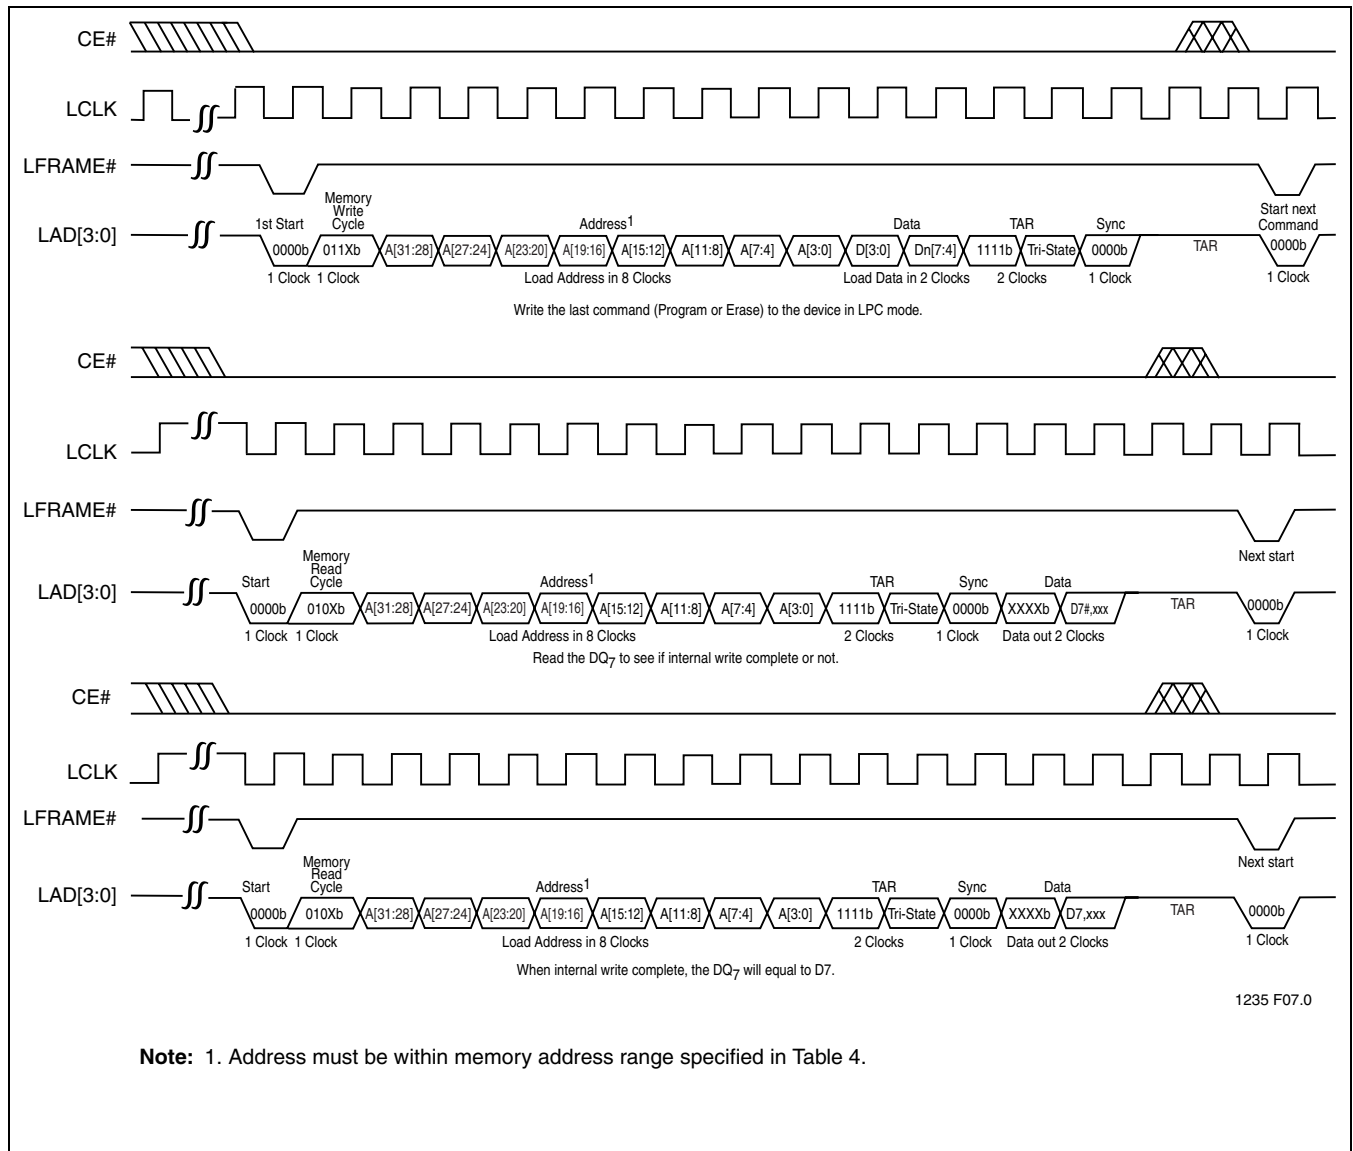 CE#
LCLK
LFRAME#
LAD[3:0]
1st Start
Memory
Write
Cycle
Address1
Data
TAR
Sync
Start next
Command
0000b 011Xb A[31:28] A[27:24] A[23:20] A[19:16] A[15:12] A[11:8] A[7:4] A[3:0] D[3:0] Dn[7:4] 1111b Tri-State 0000b TAR 0000b
1 Clock 1 Clock Load Address in 8 Clocks Load Data in 2 Clocks 2 Clocks 1 Clock 1 Clock
Write the last command (Program or Erase) to the device in LPC mode.
CE#
LCLK
LFRAME#
Next start
LAD[3:0]
Start
Memory
Read
Cycle
Address1
TAR
Sync
Data
0000b 010Xb A[31:28] A[27:24] A[23:20] A[19:16] A[15:12] A[11:8] A[7:4] A[3:0] 1111b Tri-State 0000b XXXXb D7#,xxx TAR 0000b
1 Clock 1 Clock Load Address in 8 Clocks 2 Clocks 1 Clock Data out 2 Clocks 1 Clock
Read the DQ7 to see if internal write complete or not.
CE#
LCLK
LFRAME#
Next start
LAD[3:0]
Start
Memory
Read
Cycle
Address1
TAR
Sync
Data
0000b 010Xb A[31:28] A[27:24] A[23:20] A[19:16] A[15:12] A[11:8] A[7:4] A[3:0] 1111b Tri-State 0000b XXXXb D7,xxx TAR 0000b
1 Clock 1 Clock Load Address in 8 Clocks 2 Clocks 1 Clock Data out 2 Clocks 1 Clock
When internal write complete, the DQ7 will equal to D7.
1235 F07.0
Note: 1. Address must be within memory address range specified in Table 4.